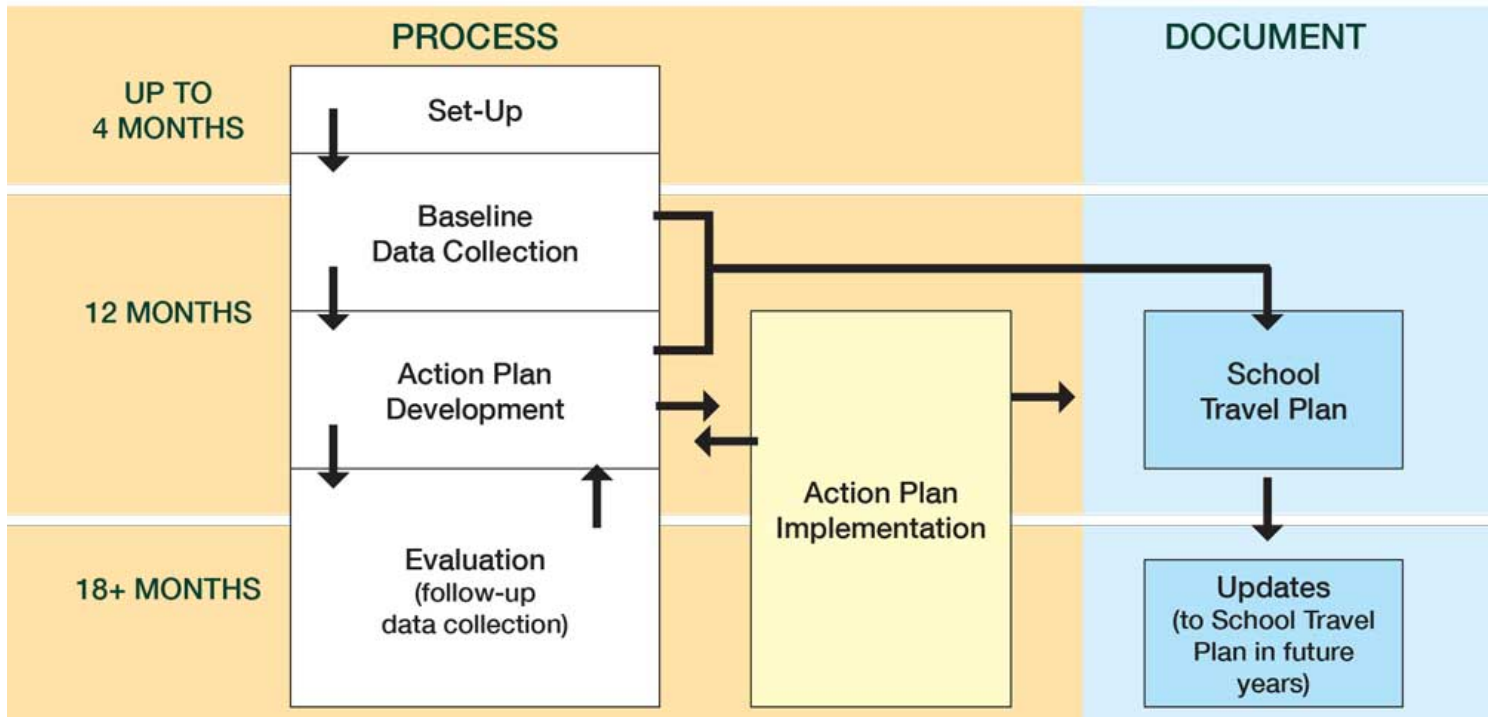 PROCESS
DOCUMENT
UP TO
4 MONTHS
Set-Up
Baseline
Data Collection
12 MONTHS
Action Plan
Development
School
Travel Plan
Action Plan
Implementation
18+ MONTHS
Evaluation
(follow-up
data collection)
Updates
(to School Travel
Plan in future
years)